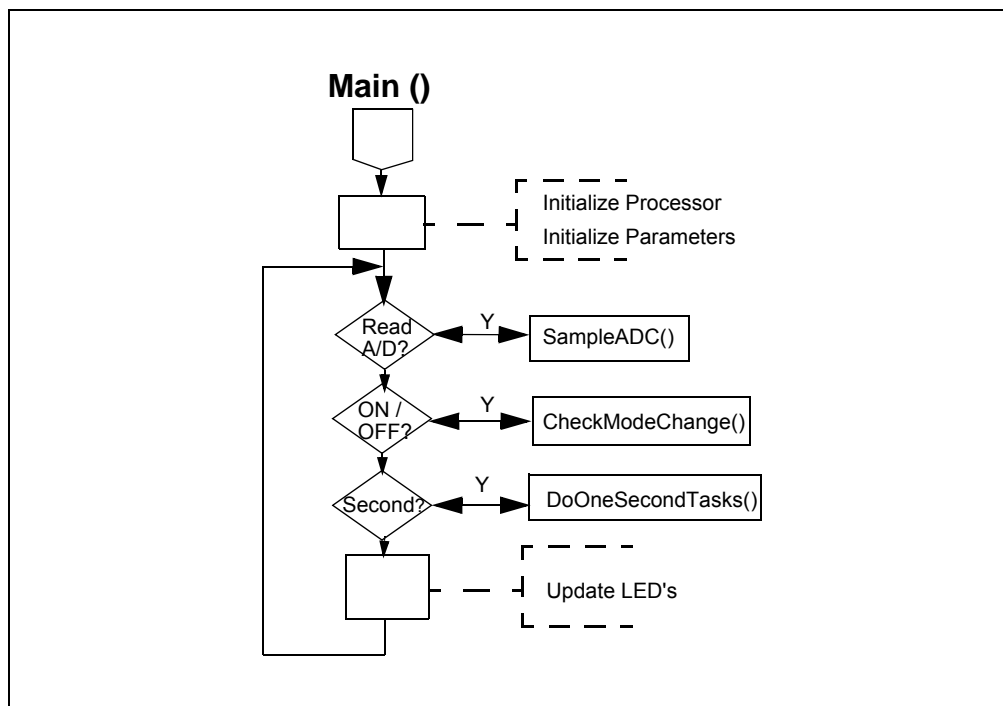 Main ()
Initialize Processor
Initialize Parameters
Read
A/D?
Y
SampleADC()
ON /
OFF?
Y
CheckModeChange()
Second?
Y
DoOneSecondTasks()
Update LED's